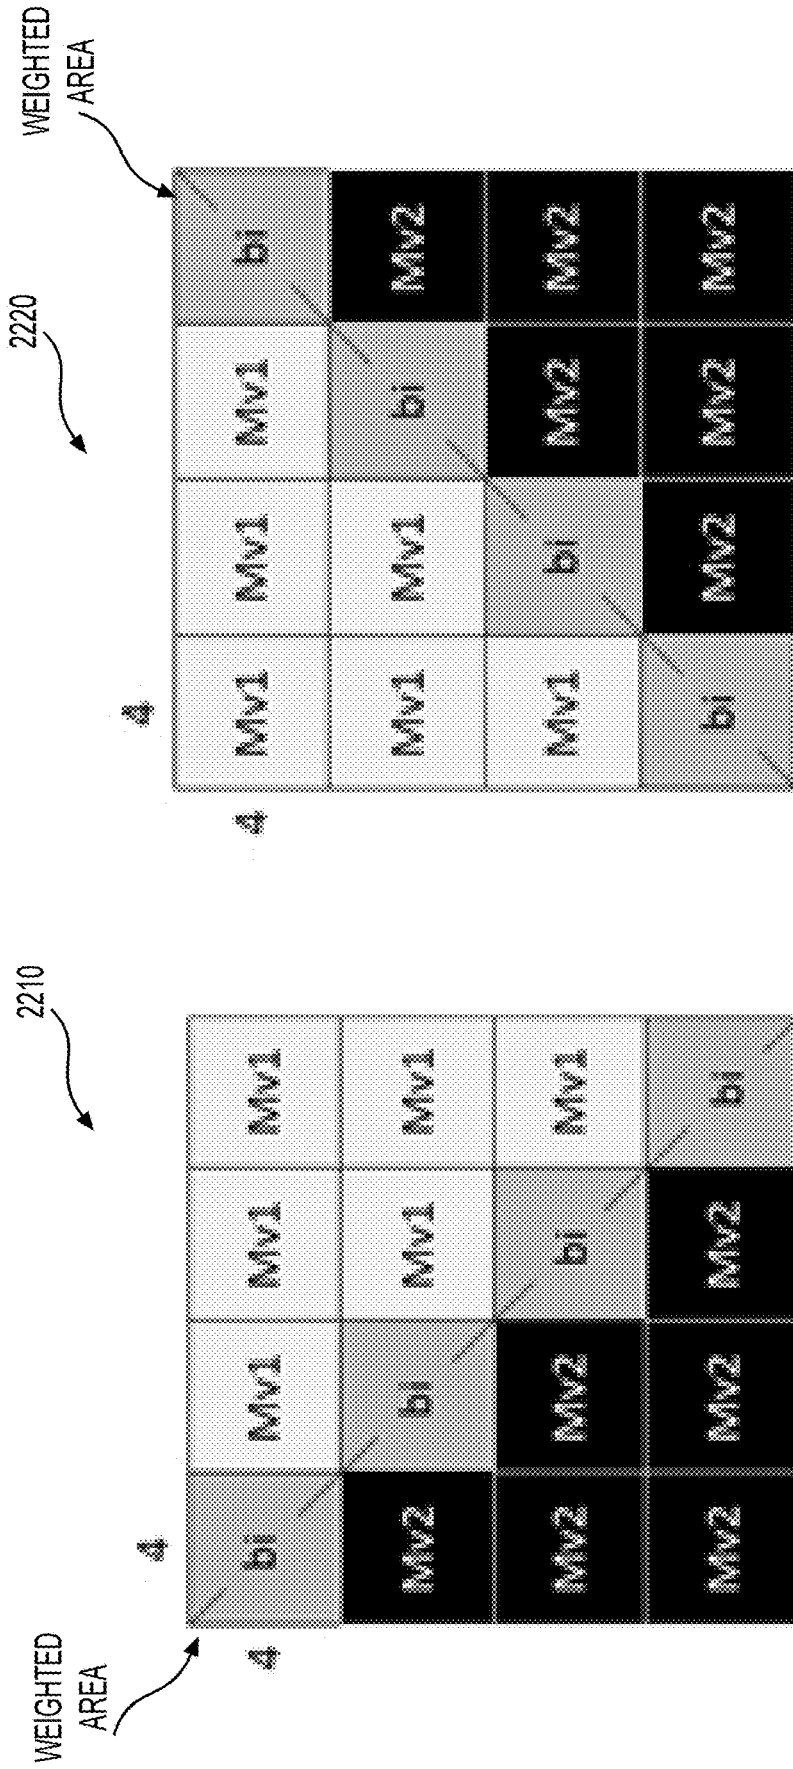 2210
WEIGHTED
AREA
4
4
bi Mv1 Mv1 Mv1
Mv2 bi Mv1 Mv1
Mv2 Mv2 bi Mv1
Mv2 Mv2 Mv2 bi
2220
WEIGHTED
AREA
4
4
Mv1 Mv1 Mv1 bi
Mv1 Mv1 bi Mv2
Mv1 bi Mv2 Mv2
bi Mv2 Mv2 Mv2